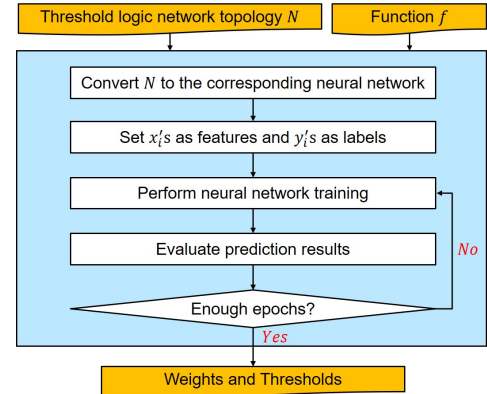 Threshold logic network topology N
Function f
Convert N to the corresponding neural network
Set x'ᵢs as features and y'ᵢs as labels
Perform neural network training
Evaluate prediction results
No
Enough epochs?
Yes
Weights and Thresholds